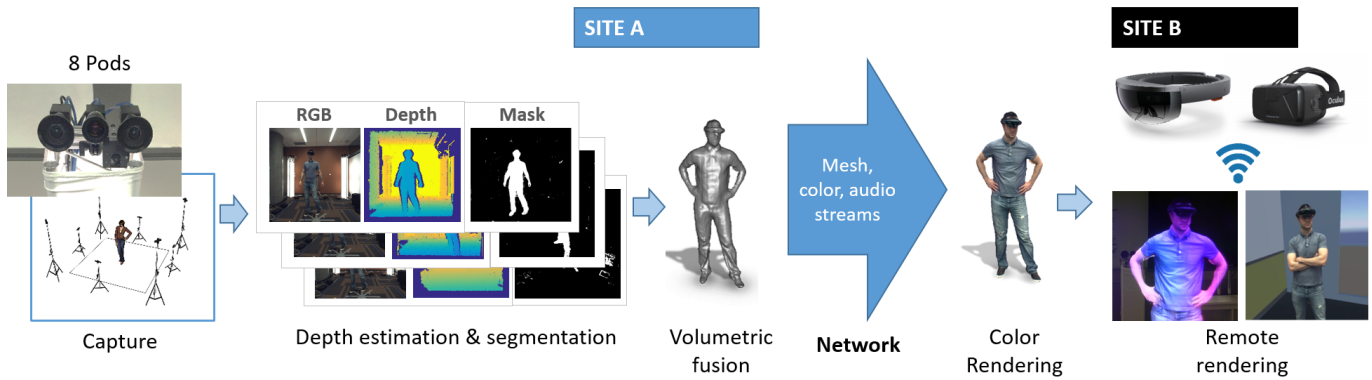 SITE A
SITE B
8 Pods
RGB
Depth
Mask
Oculus
Mesh,
color, audio
streams
Capture
Depth estimation & segmentation
Volumetric
fusion
Network
Color
Rendering
Remote
rendering